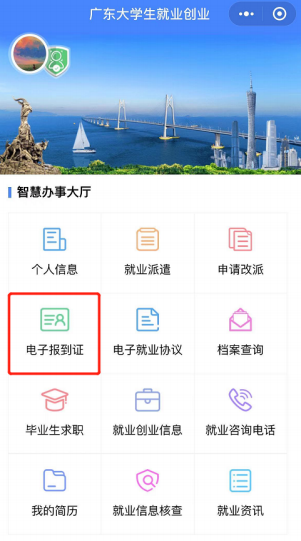 广东大学生就业创业
智慧办事大厅
个人信息
就业派遣
申请改派
电子报到证
电子就业协议
档案查询
毕业生求职
就业创业信息
就业咨询电话
我的简历
就业信息核查
就业资讯